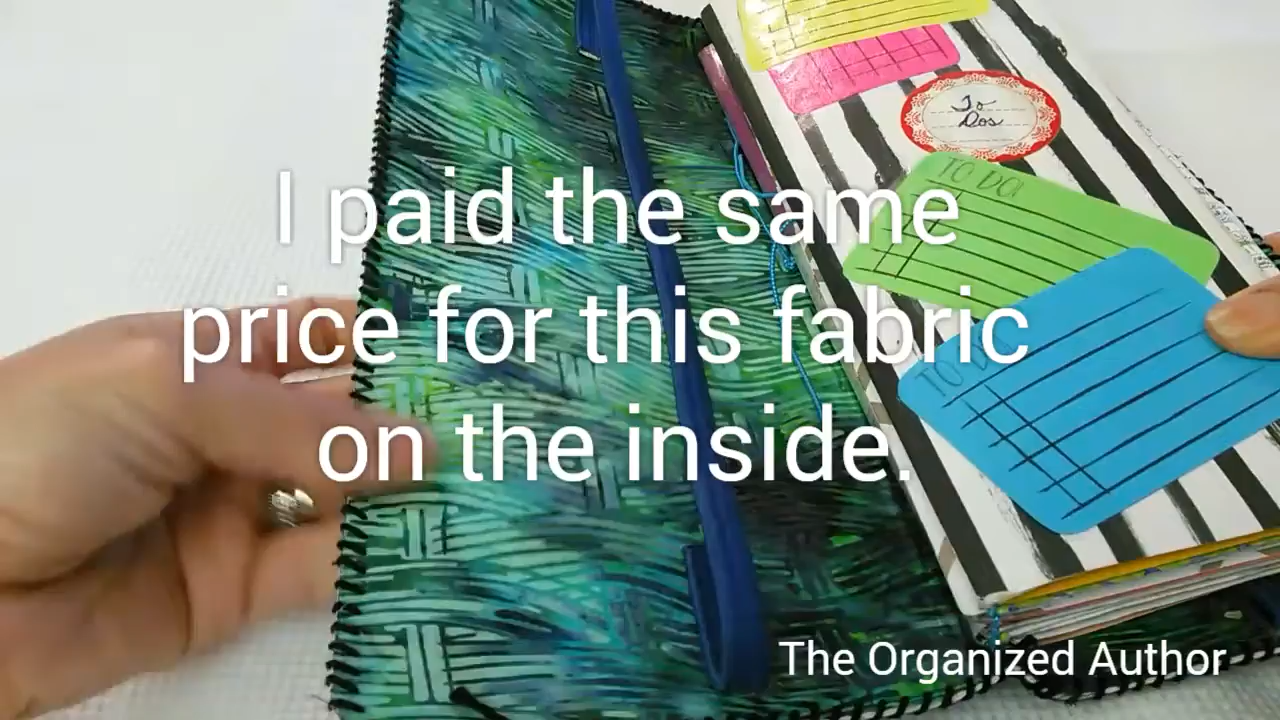 To
Dos
TO DO:
I paid the same
price for this fabric
TO DO:
on the inside.
The Organized Author